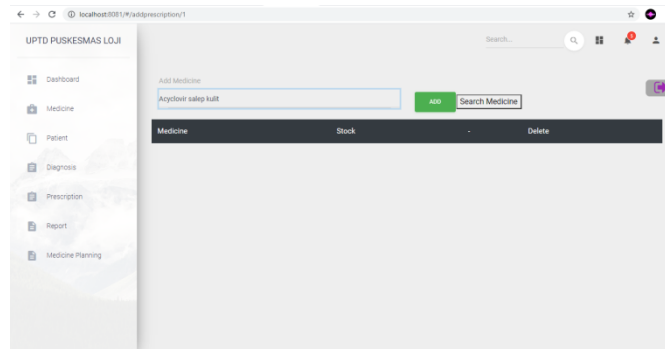 localhost:8081/#/addprescription/1
UPTD PUSKESMAS LOJI
Search...
Dashboard
Medicine
Patient
Diagnosis
Prescription
Report
Medicine Planning
Add Medicine
Acyclovir salep kulit
ADD
Search Medicine
Medicine Stock - Delete